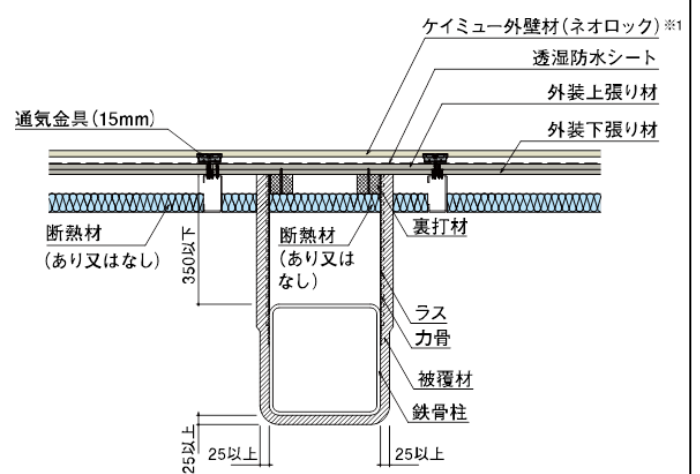 ケイミュー外壁材(ネオロック)※1
透湿防水シート
外装上張り材
外装下張り材
通気金具(15mm)
断熱材
(あり又はなし)
350以下
断熱材
(あり又は
なし)
裏打材
ラス
力骨
被覆材
鉄骨柱
25以上
25以上
25以上